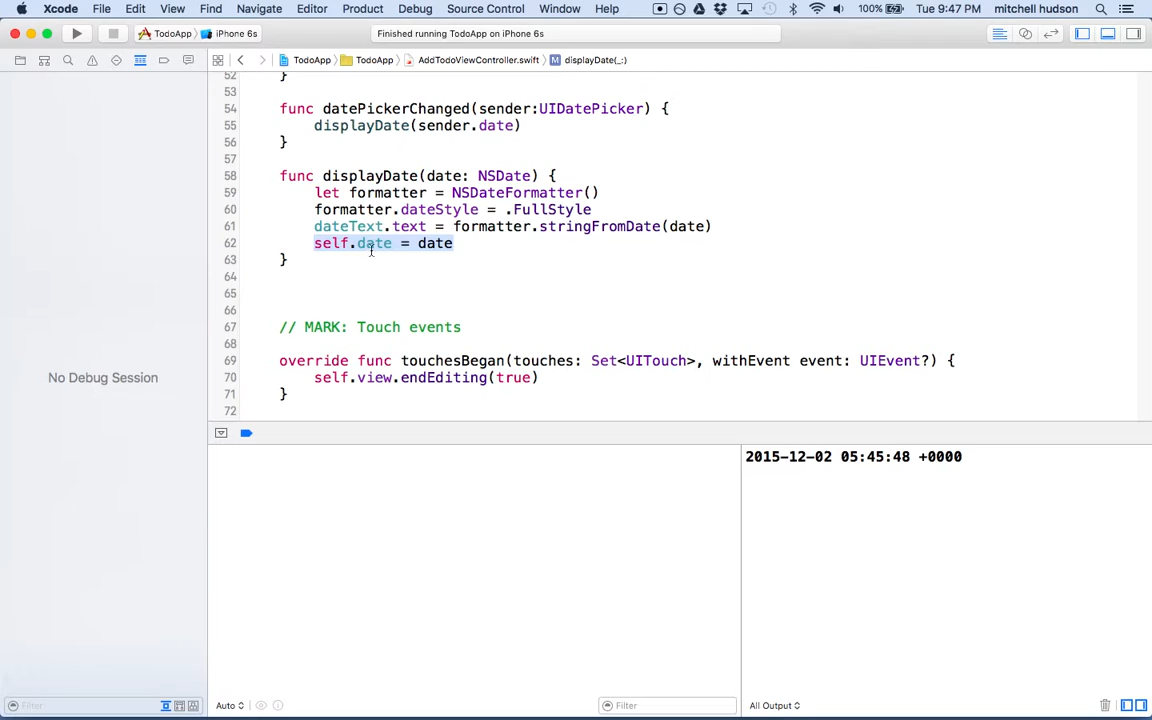 Xcode File Edit View Find Navigate Editor Product Debug Source Control Window Help 100% Tue 9:47 PM mitchell hudson
TodoApp iPhone 6s Finished running TodoApp on iPhone 6s
TodoApp TodoApp AddTodoViewController.swift M displayDate(_:)
52 }
53
54 func datePickerChanged(sender:UIDatePicker) {
55 displayDate(sender.date)
56 }
57
58 func displayDate(date: NSDate) {
59 let formatter = NSDateFormatter()
60 formatter.dateStyle = .FullStyle
61 dateText.text = formatter.stringFromDate(date)
62 self.date = date
63 }
64
65
66
67 // MARK: Touch events
68
69 override func touchesBegan(touches: Set<UITouch>, withEvent event: UIEvent?) {
70 self.view.endEditing(true)
71 }
72
No Debug Session
2015-12-02 05:45:48 +0000
Filter Auto Filter All Output